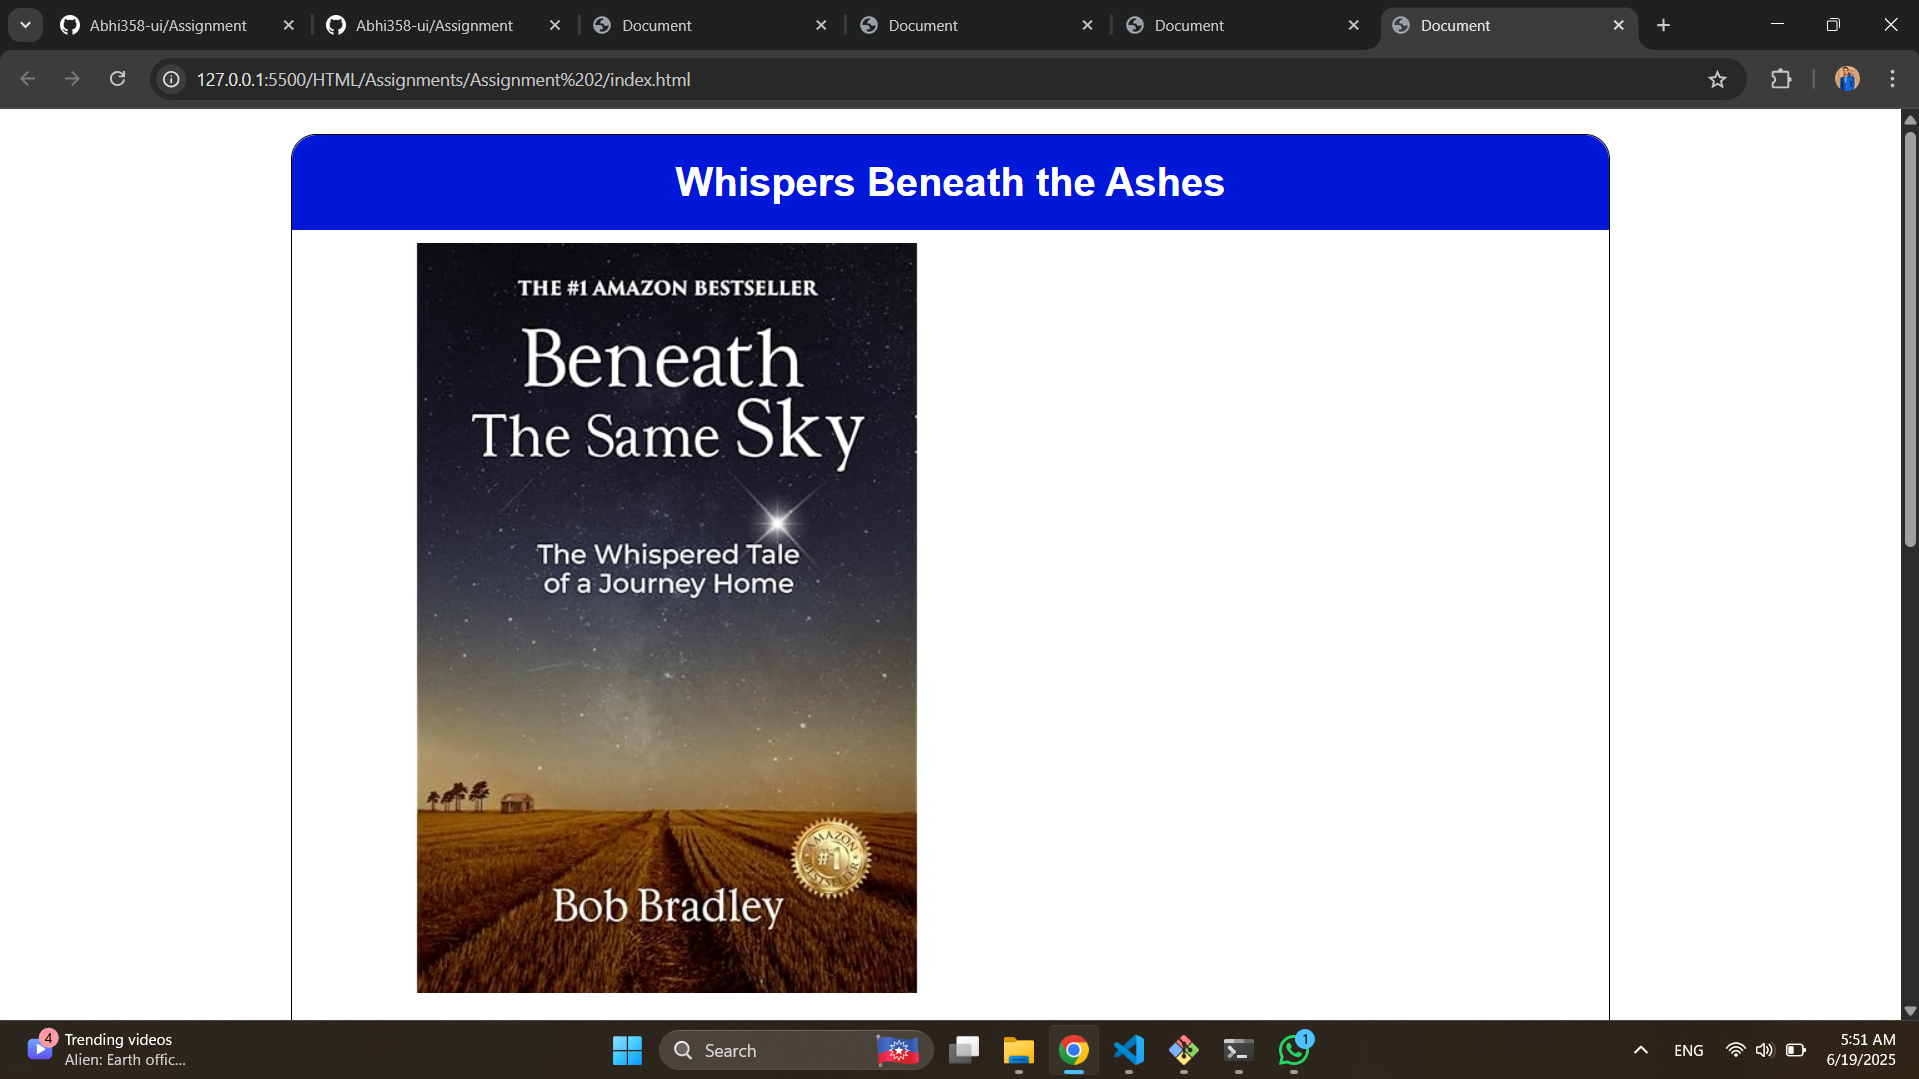 Abhi358-ui/Assignment
Abhi358-ui/Assignment
Document
Document
Document
Document
127.0.0.1:5500/HTML/Assignments/Assignment%202/index.html
Whispers Beneath the Ashes
THE #1 AMAZON BESTSELLER
Beneath
The Same Sky
The Whispered Tale
of a Journey Home
AMAZON
#1
BESTSELLER
Bob Bradley
4
Trending videos
Alien: Earth offic...
Search
1
ENG
5:51 AM
6/19/2025